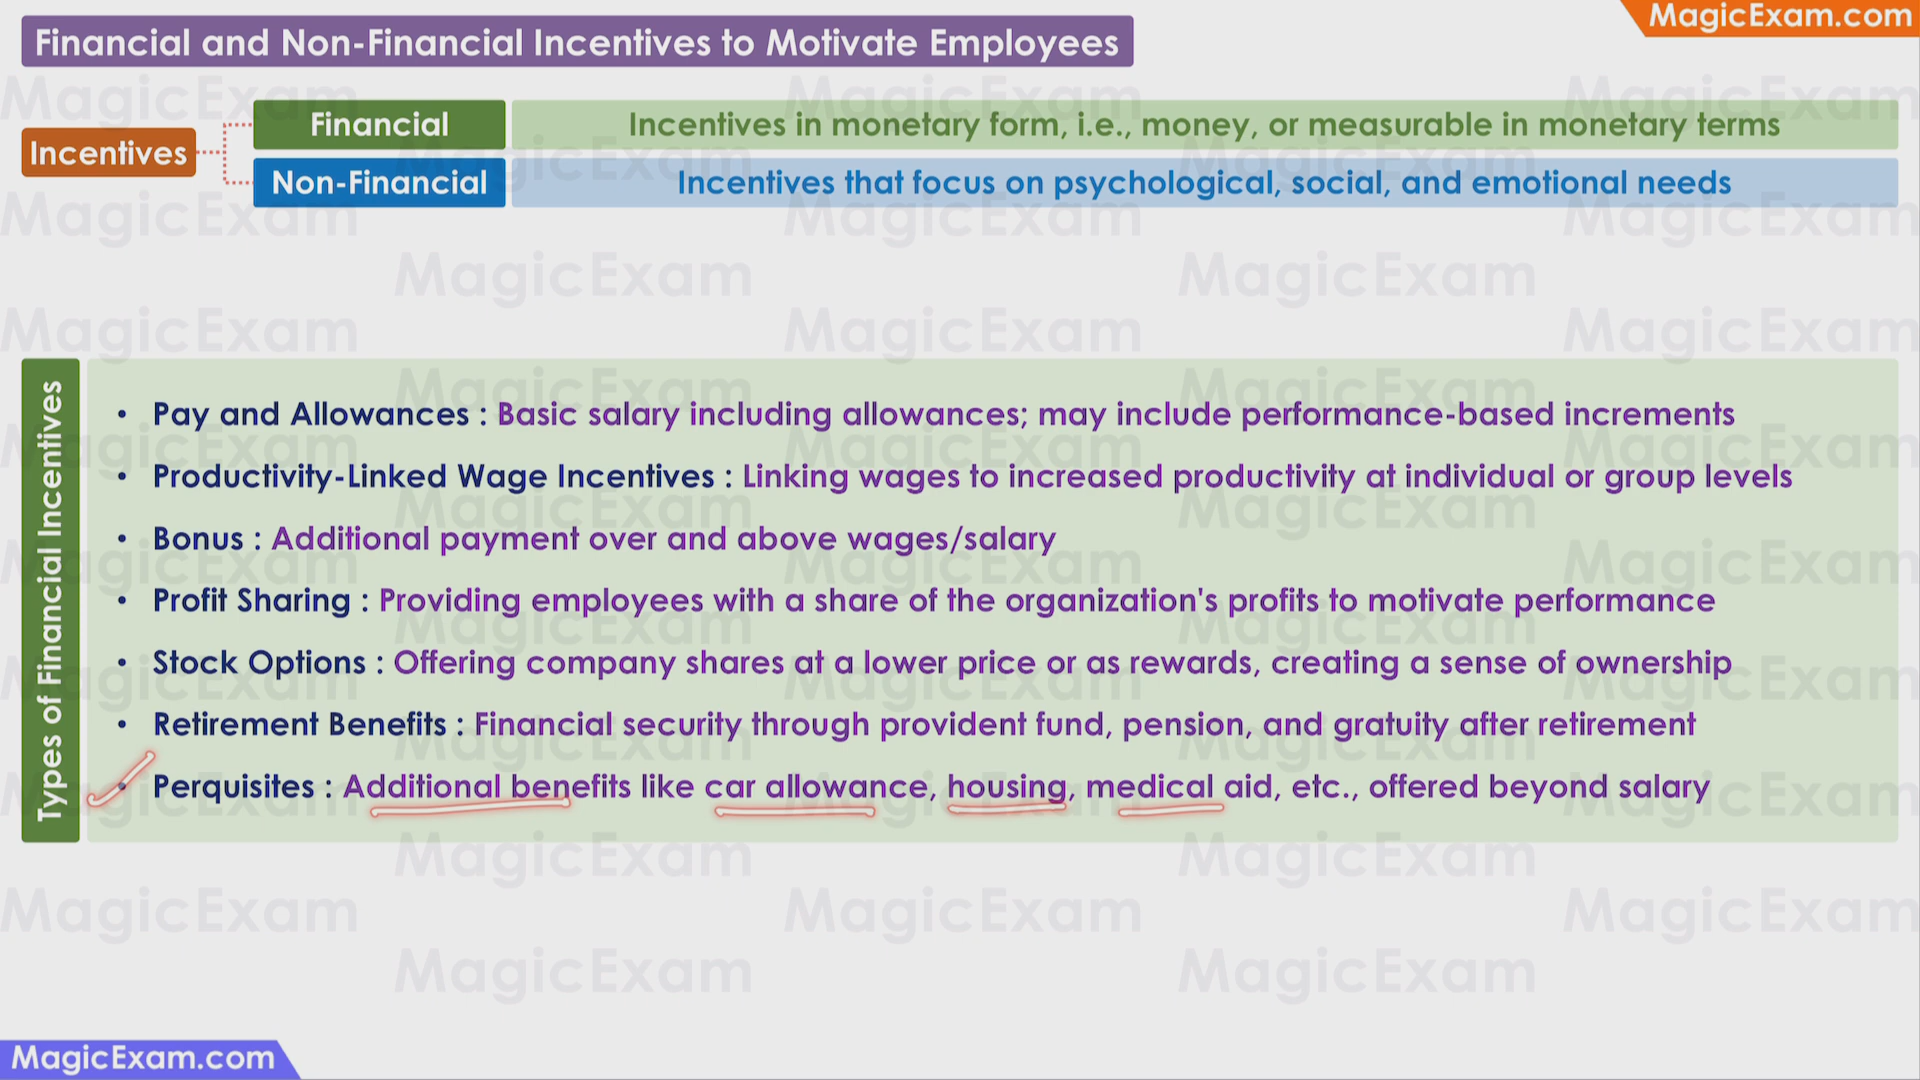 Financial and Non-Financial Incentives to Motivate Employees
MagicExam.com
Incentives
Financial
Incentives in monetary form, i.e., money, or measurable in monetary terms
Non-Financial
Incentives that focus on psychological, social, and emotional needs
Types of Financial Incentives
• Pay and Allowances : Basic salary including allowances; may include performance-based increments
• Productivity-Linked Wage Incentives : Linking wages to increased productivity at individual or group levels
• Bonus : Additional payment over and above wages/salary
• Profit Sharing : Providing employees with a share of the organization's profits to motivate performance
• Stock Options : Offering company shares at a lower price or as rewards, creating a sense of ownership
• Retirement Benefits : Financial security through provident fund, pension, and gratuity after retirement
• Perquisites : Additional benefits like car allowance, housing, medical aid, etc., offered beyond salary
MagicExam.com